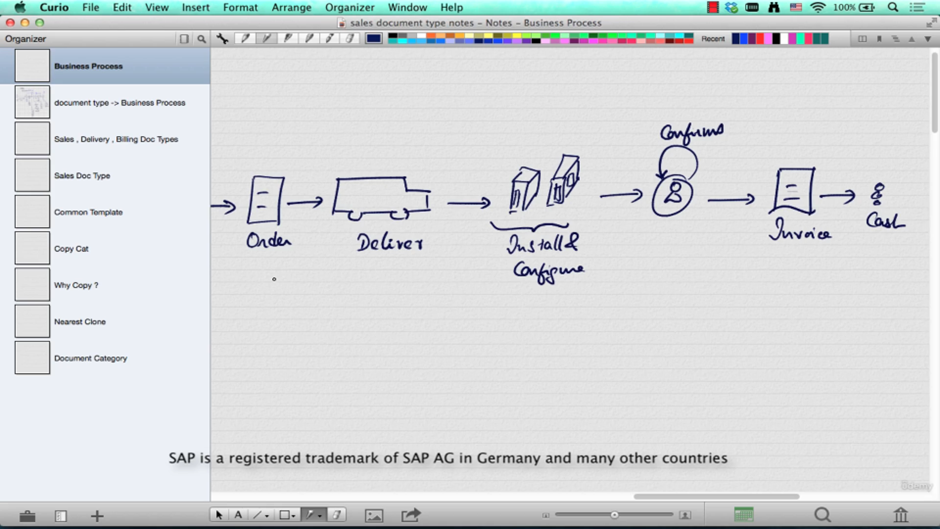 Curio File Edit View Insert Format Arrange Organizer Window Help 100%
sales document type notes - Notes - Business Process
Organizer
Recent
Business Process
document type -> Business Process
Sales , Delivery , Billing Doc Types
Sales Doc Type
Common Template
Copy Cat
Why Copy ?
Nearest Clone
Document Category
Confirms
Order
Deliver
Install &
Configure
Invoice
Cash
SAP is a registered trademark of SAP AG in Germany and many other countries
ûdemy
A